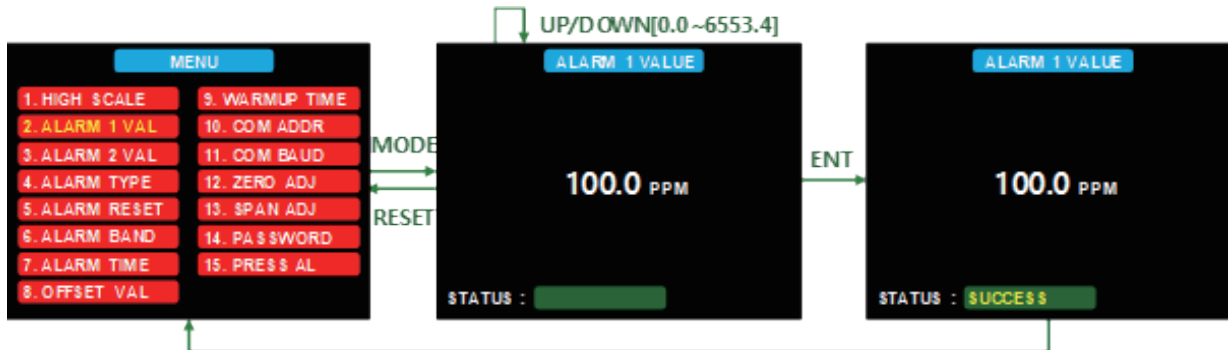 UP/DOWN[0.0~6553.4]
MENU
1. HIGH SCALE
2. ALARM 1 VAL
3. ALARM 2 VAL
4. ALARM TYPE
5. ALARM RESET
6. ALARM BAND
7. ALARM TIME
8. OFFSET VAL
9. WARMUP TIME
10. COM ADDR
11. COM BAUD
12. ZERO ADJ
13. SPAN ADJ
14. PASSWORD
15. PRESS AL
MODE
RESET
ALARM 1 VALUE
100.0 PPM
STATUS :
ENT
ALARM 1 VALUE
100.0 PPM
STATUS : SUCCESS